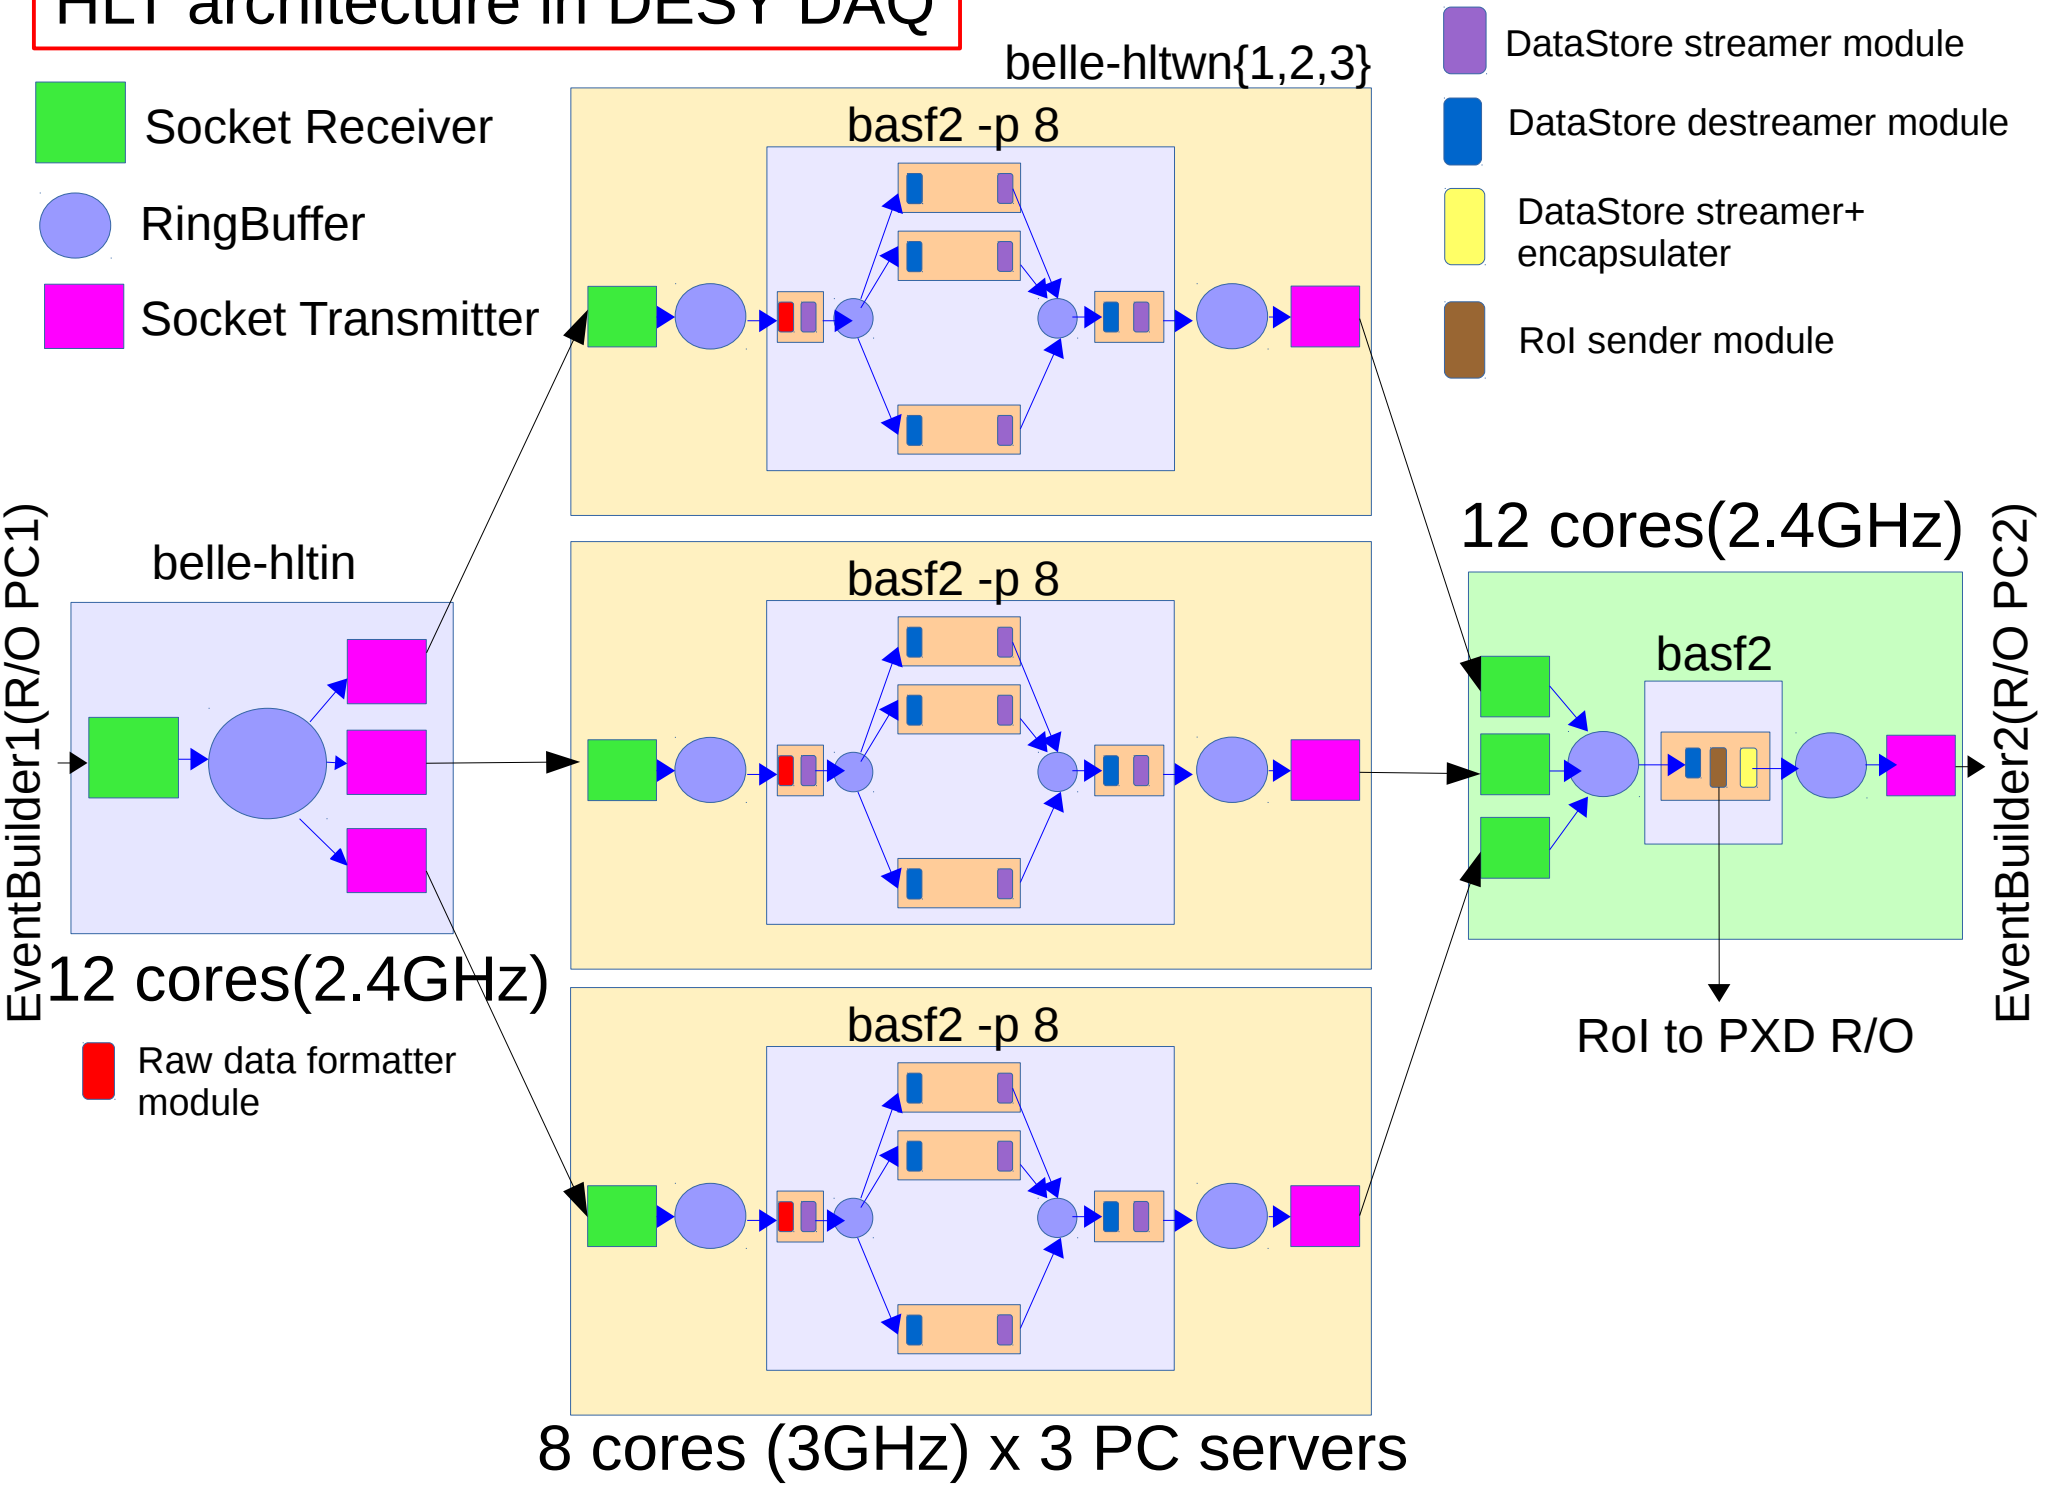 HLT architecture in DESY DAQ
belle-hltwn{1,2,3}
DataStore streamer module
Socket Receiver
basf2 -p 8
DataStore destreamer module
RingBuffer
DataStore streamer+
encapsulater
Socket Transmitter
RoI sender module
EventBuilder1(R/O PC1)
belle-hltin
12 cores(2.4GHz)
basf2 -p 8
12 cores(2.4GHz)
basf2
EventBuilder2(R/O PC2)
RoI to PXD R/O
Raw data formatter
module
basf2 -p 8
8 cores (3GHz) x 3 PC servers